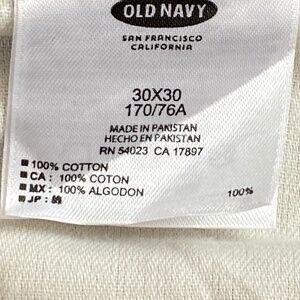 OLD NAVY
SAN FRANCISCO
CALIFORNIA
30X30
170/76A
MADE IN PAKISTAN
HECHO EN PAKISTAN
RN 54023 CA 17897
■ 100% COTTON
■ CA : 100% COTON
■ MX : 100% ALGODON
■ JP : 綿 100%